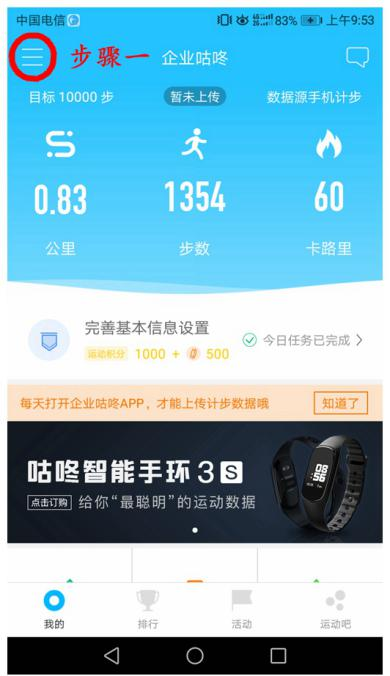 中国电信 83% 上午9:53
步骤一 企业咕咚
目标 10000 步 暂未上传 数据源手机计步
0.83 1354 60
公里 步数 卡路里
完善基本信息设置
运动积分 1000 + 500
今日任务已完成
每天打开企业咕咚APP，才能上传计步数据哦 知道了
咕咚智能手环 3 S
点击订购 给你“最聪明”的运动数据
08
56
我的 排行 活动 运动吧